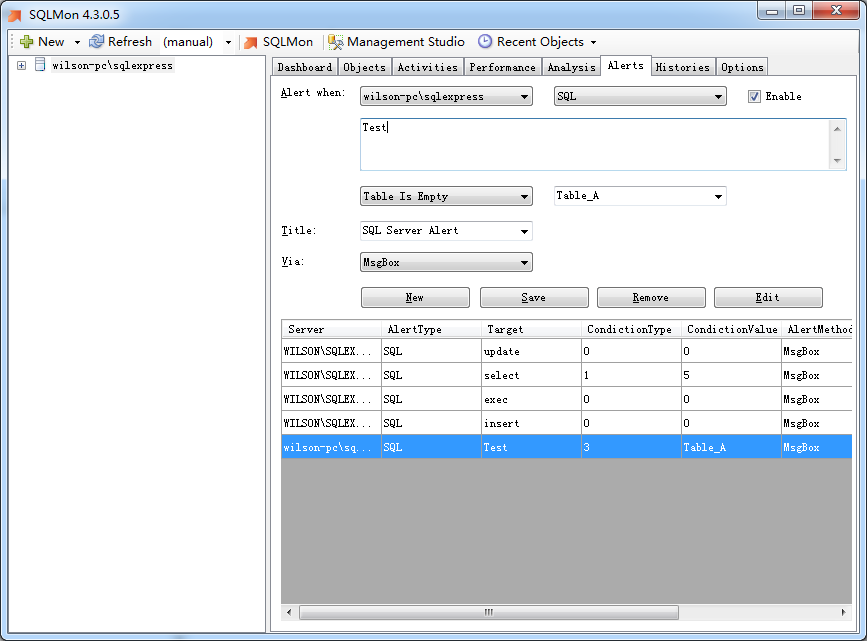 SQLMon 4.3.0.5
New Refresh (manual) SQLMon Management Studio Recent Objects
wilson-pc\sqlexpress
Dashboard Objects Activities Performance Analysis Alerts Histories Options
Alert when: wilson-pc\sqlexpress SQL Enable
Test
Table Is Empty Table_A
Title: SQL Server Alert
Via: MsgBox
New Save Remove Edit
Server AlertType Target CondictionType CondictionValue AlertMethod
WILSON\SQLEX... SQL update 0 0 MsgBox
WILSON\SQLEX... SQL select 1 5 MsgBox
WILSON\SQLEX... SQL exec 0 0 MsgBox
WILSON\SQLEX... SQL insert 0 0 MsgBox
wilson-pc\sq... SQL Test 3 Table_A MsgBox